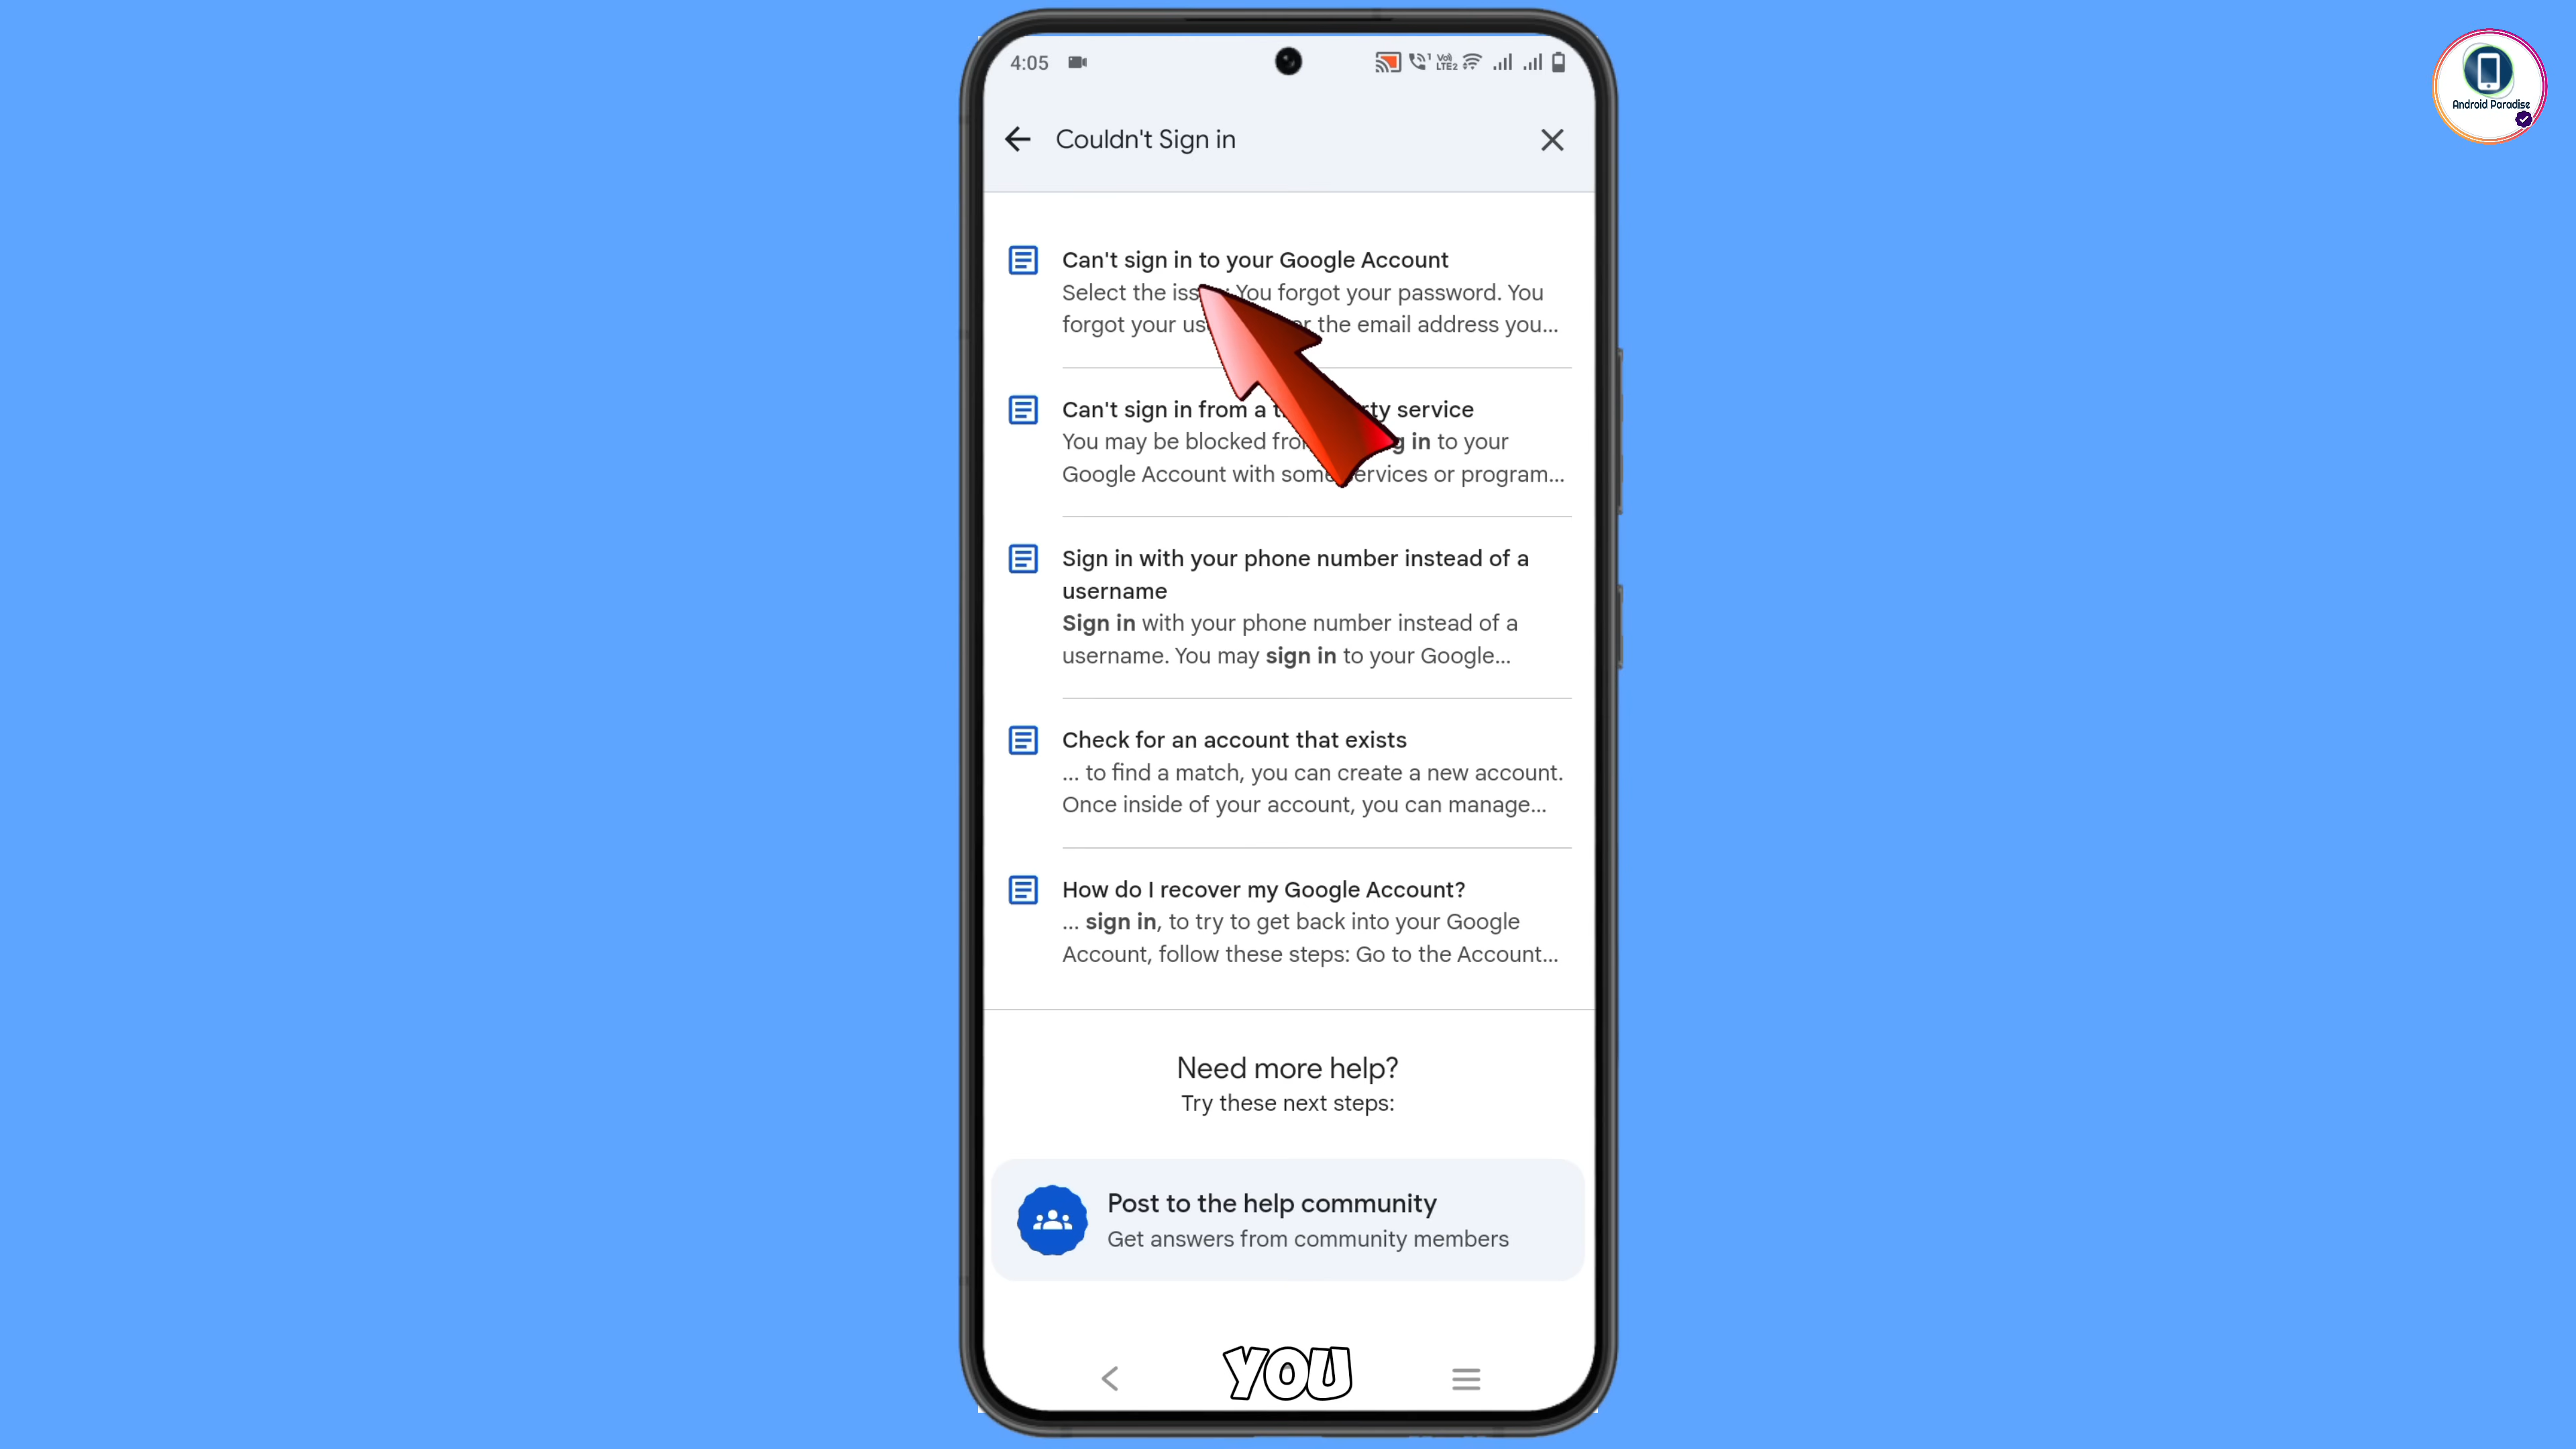 4:05
Android Paradise
Couldn't Sign in
Can't sign in to your Google Account
Select the You forgot your password. You
forgot your the email address you...
Can't sign in from a service
You may be blocked in to your
Google Account with some services or program...
Sign in with your phone number instead of a
username
Sign in with your phone number instead of a
username. You may sign in to your Google...
Check for an account that exists
... to find a match, you can create a new account.
Once inside of your account, you can manage...
How do I recover my Google Account?
... sign in, to try to get back into your Google
Account, follow these steps: Go to the Account...
Need more help?
Try these next steps:
Post to the help community
Get answers from community members
YOU